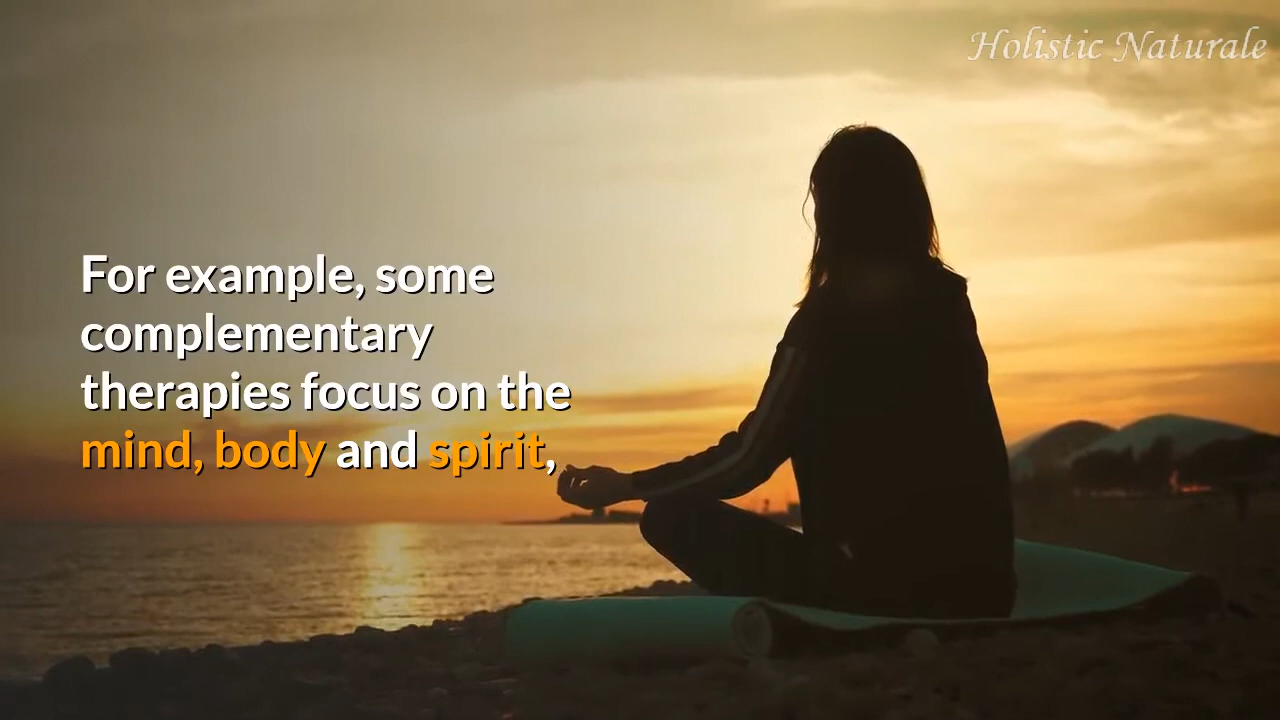 Holistic Naturale
For example, some
complementary
therapies focus on the
mind, body and spirit,